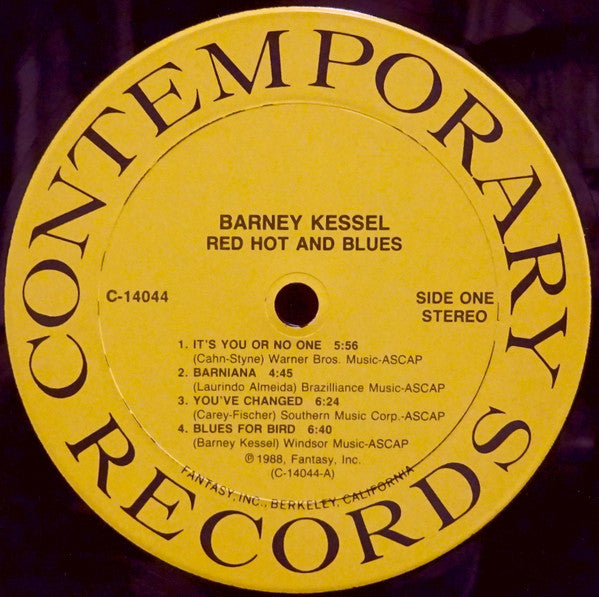 CONTEMPORARY RECORDS
BARNEY KESSEL
RED HOT AND BLUES
C-14044
SIDE ONE
STEREO
1. IT'S YOU OR NO ONE 5:56
(Cahn-Styne) Warner Bros. Music-ASCAP
2. BARNIANA 4:45
(Laurindo Almeida) Brazilliance Music-ASCAP
3. YOU'VE CHANGED 6:24
(Carey-Fischer) Southern Music Corp.-ASCAP
4. BLUES FOR BIRD 6:40
(Barney Kessel) Windsor Music-ASCAP
℗ 1988, Fantasy, Inc.
(C-14044-A)
FANTASY, INC., BERKELEY, CALIFORNIA